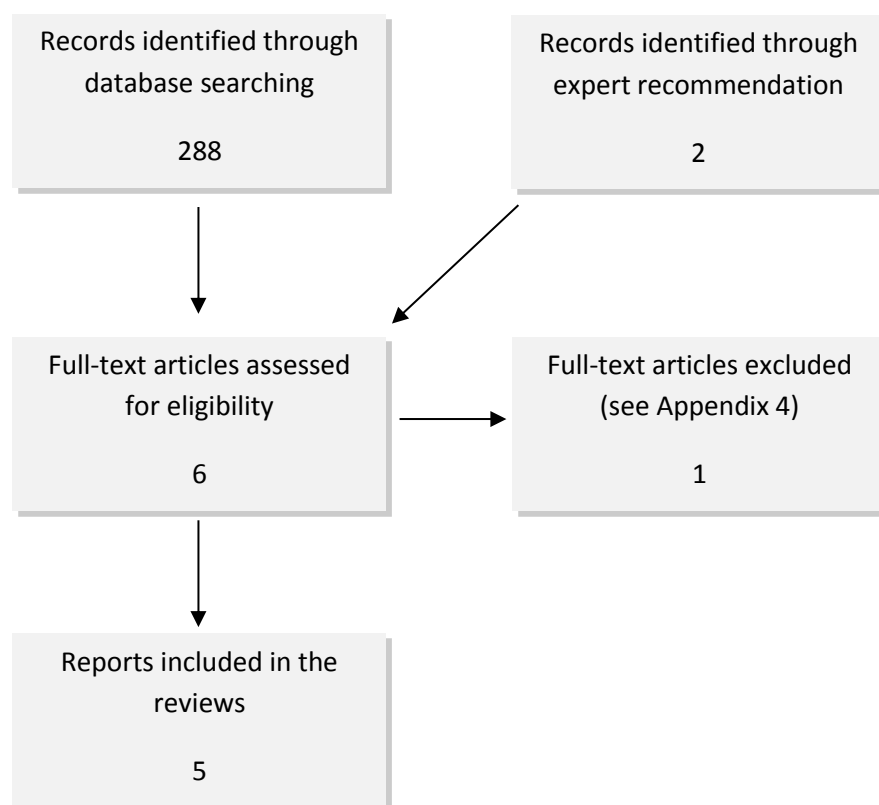 Records identified through
database searching
288
Records identified through
expert recommendation
2
Full-text articles assessed
for eligibility
6
Full-text articles excluded
(see Appendix 4)
1
Reports included in the
reviews
5